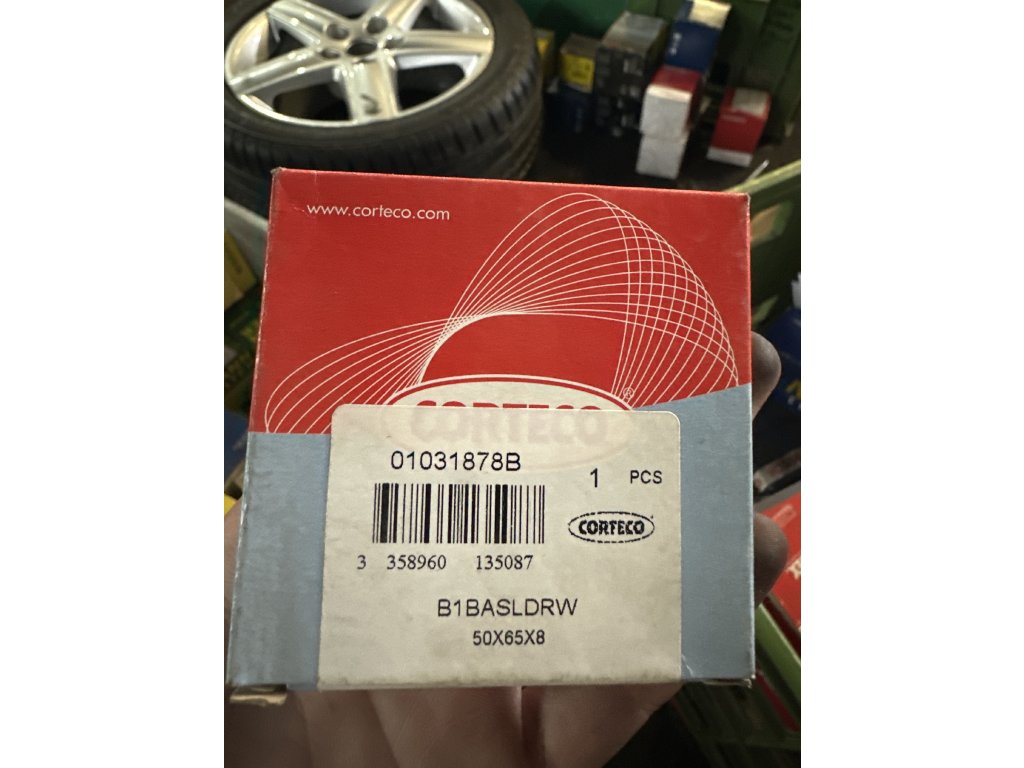 www.corteco.com
CORTECO®
01031878B
1 PCS
CORTECO
3 358960 135087
B1BASLDRW
50X65X8